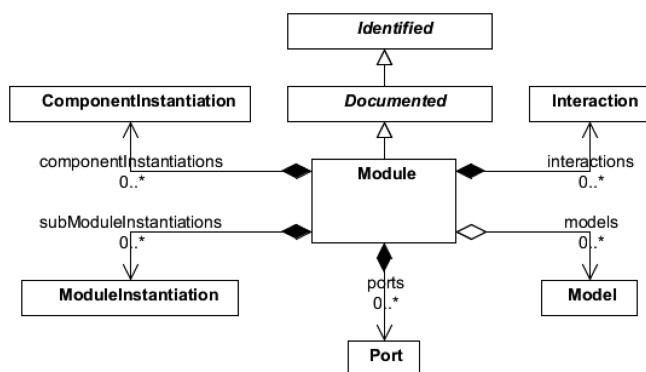 Identified
ComponentInstantiation
Documented
Interaction
componentInstantiations
0..*
Module
interactions
0..*
subModuleInstantiations
0..*
models
0..*
ModuleInstantiation
ports
0..*
Model
Port